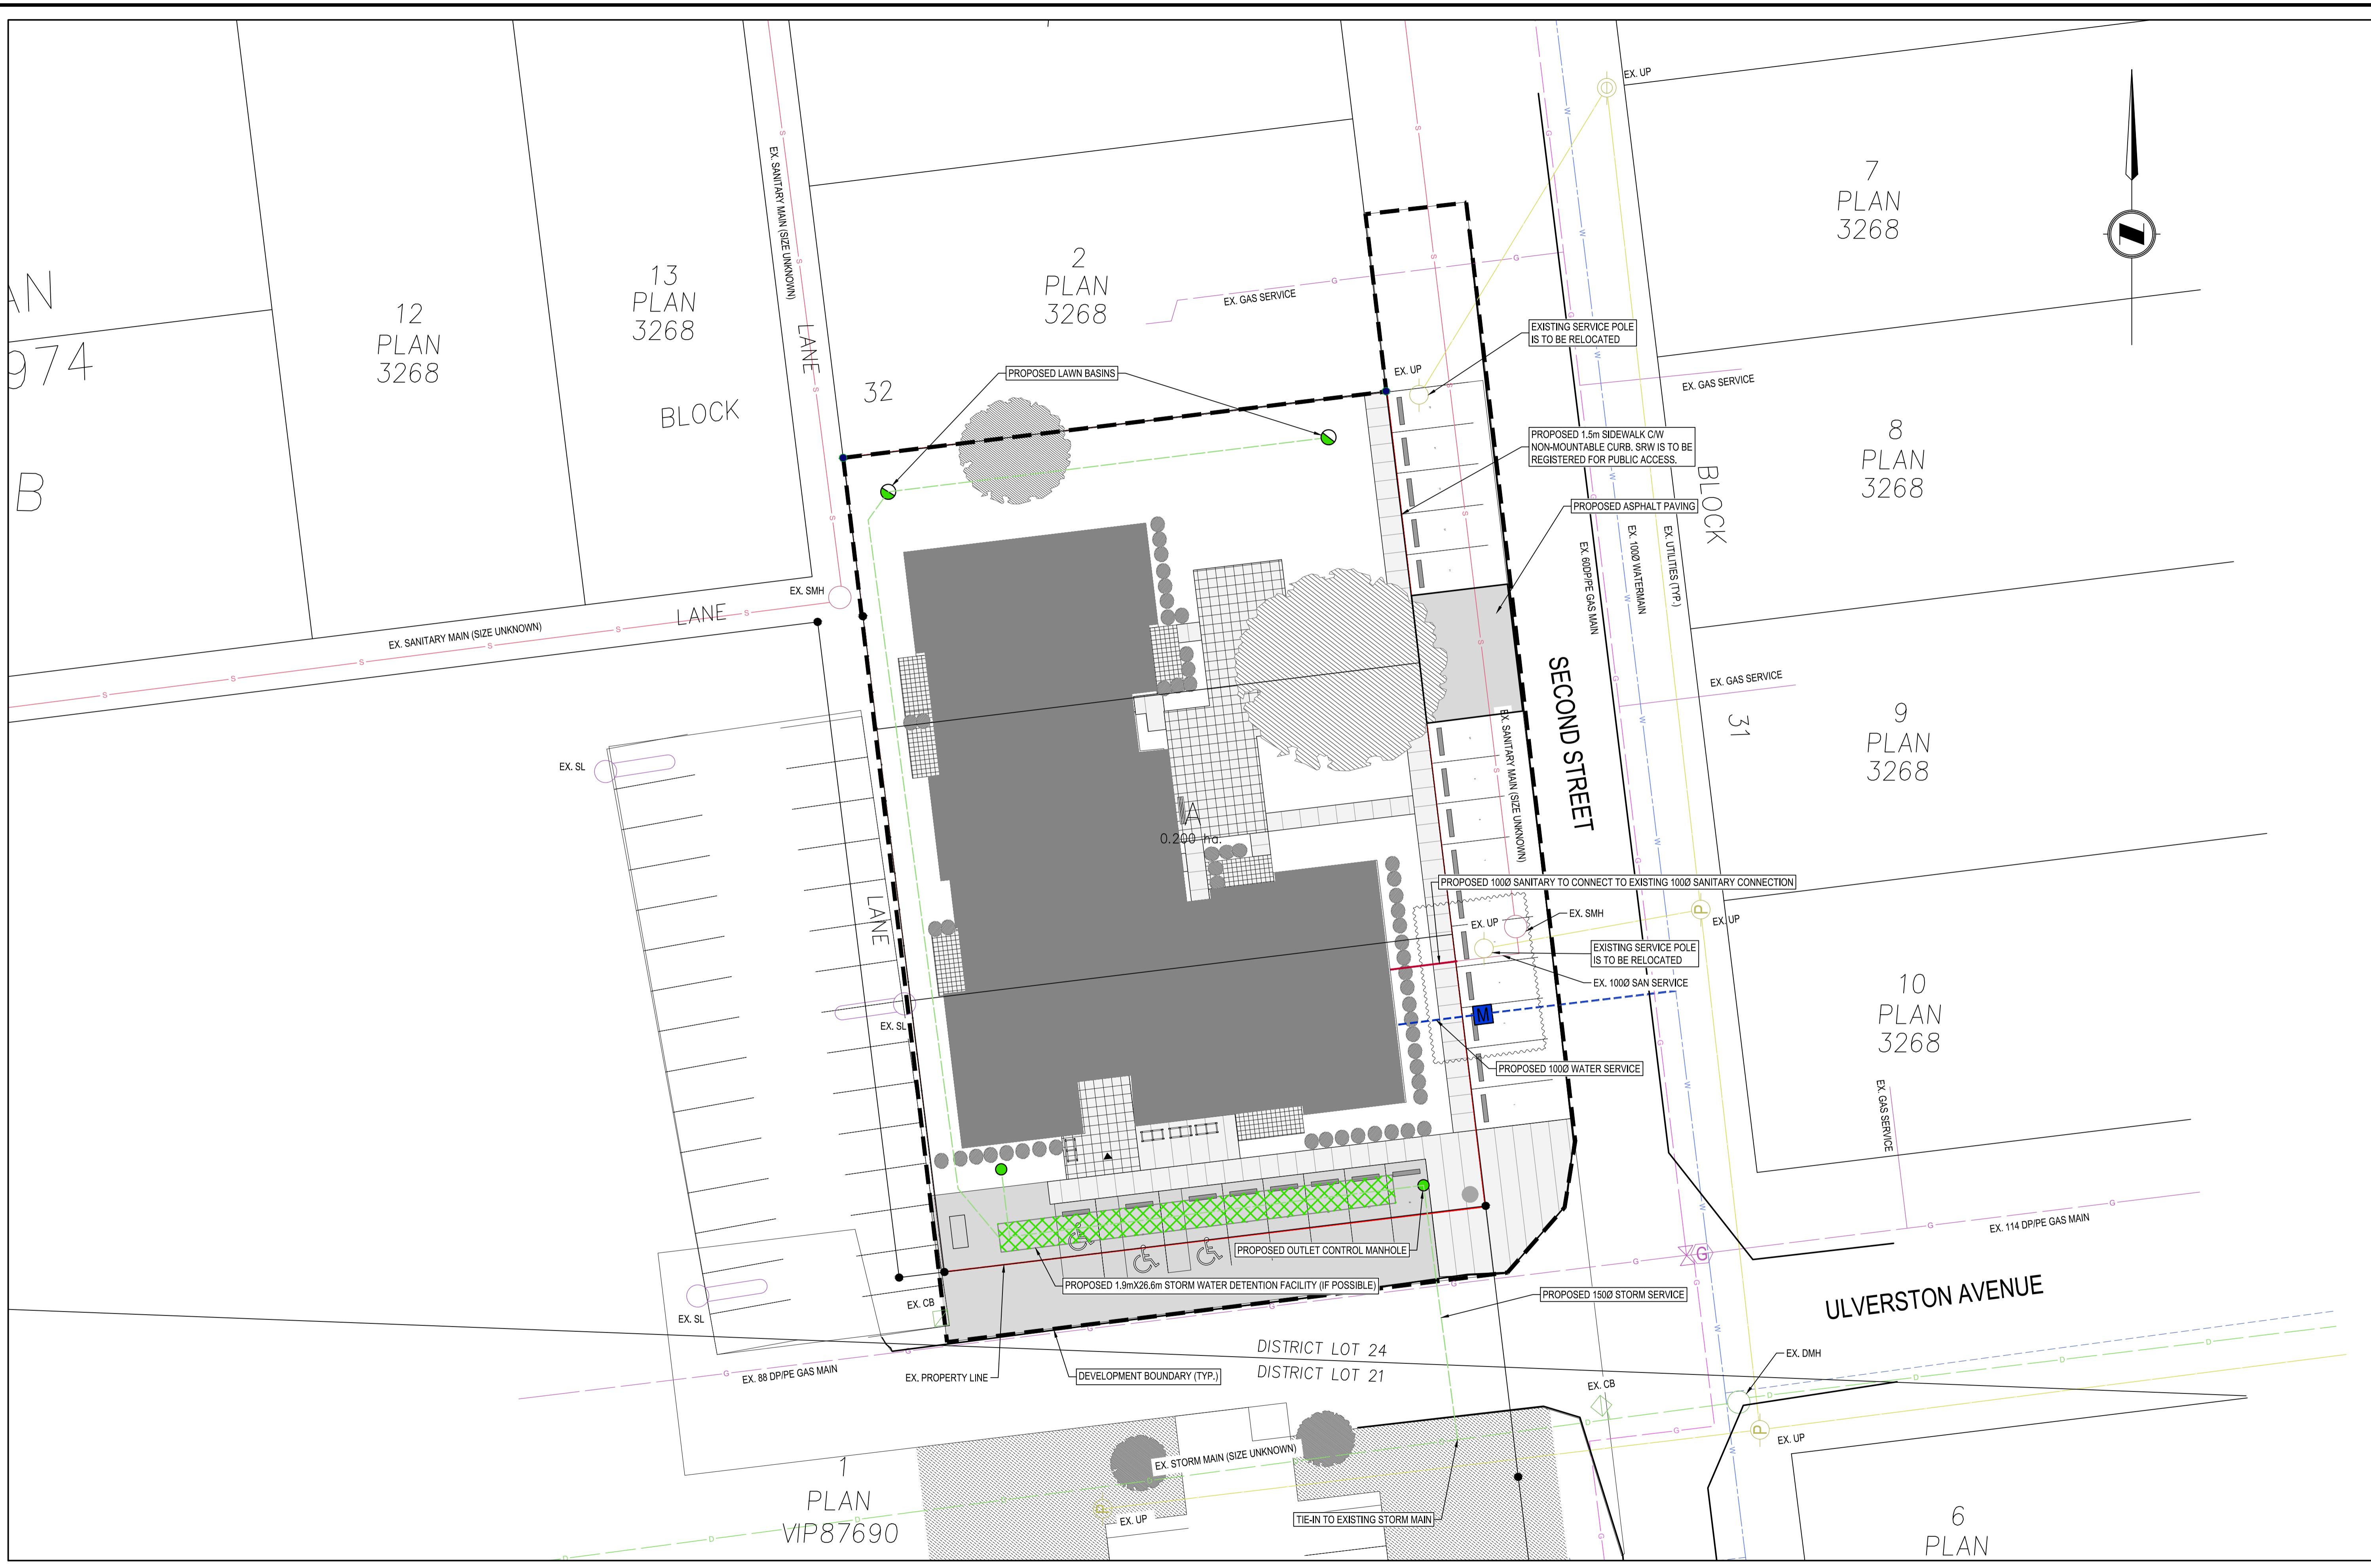 EX. UP
7
PLAN
3268
EX. SANITARY MAIN (SIZE UNKNOWN)
LANE
2
PLAN
3268
EX. GAS SERVICE
13
PLAN
3268
12
PLAN
3268
974
B
BLOCK
32
EXISTING SERVICE POLE
IS TO BE RELOCATED
EX. UP
PROPOSED LAWN BASINS
EX. GAS SERVICE
PROPOSED 1.5m SIDEWALK C/W
NON-MOUNTABLE CURB. SRW IS TO BE
REGISTERED FOR PUBLIC ACCESS.
8
PLAN
3268
BLOCK
31
PROPOSED ASPHALT PAVING
EX. 60DP/PE GAS MAIN
EX. 100Ø WATERMAIN
EX. UTILITIES (TYP.)
EX. SMH
LANE
EX. SANITARY MAIN (SIZE UNKNOWN)
SECOND STREET
EX. GAS SERVICE
9
PLAN
3268
EX. SANITARY MAIN (SIZE UNKNOWN)
EX. SL
A
0.200 ha.
LANE
PROPOSED 100Ø SANITARY TO CONNECT TO EXISTING 100Ø SANITARY CONNECTION
EX. SMH
EX. UP
P
EX. UP
EXISTING SERVICE POLE
IS TO BE RELOCATED
EX. 100Ø SAN SERVICE
10
PLAN
3268
M
EX. SL
PROPOSED 100Ø WATER SERVICE
EX. GAS SERVICE
EX. 114 DP/PE GAS MAIN
G
PROPOSED OUTLET CONTROL MANHOLE
PROPOSED 1.9mX26.6m STORM WATER DETENTION FACILITY (IF POSSIBLE)
PROPOSED 150Ø STORM SERVICE
ULVERSTON AVENUE
EX. CB
EX. SL
DISTRICT LOT 24
DISTRICT LOT 21
EX. DMH
EX. 88 DP/PE GAS MAIN
EX. PROPERTY LINE
DEVELOPMENT BOUNDARY (TYP.)
EX. CB
P
EX. UP
EX. STORM MAIN (SIZE UNKNOWN)
1
PLAN
VIP87690
P
EX. UP
TIE-IN TO EXISTING STORM MAIN
6
PLAN